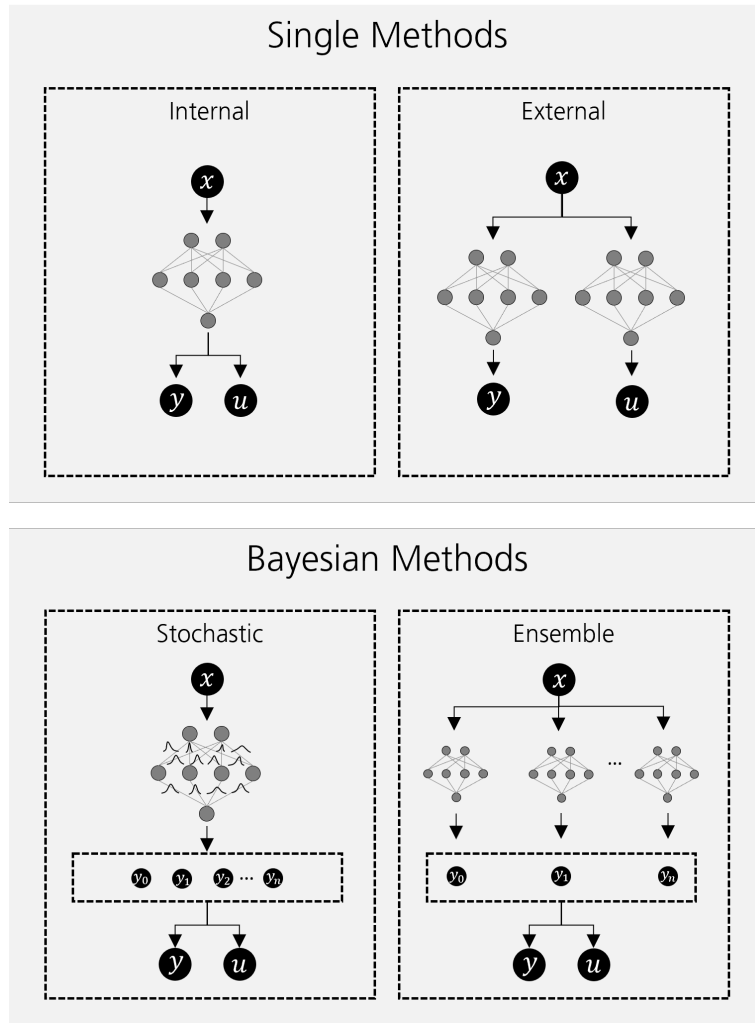 Single Methods
Internal
External
x
x
y
u
y
u
Bayesian Methods
Stochastic
Ensemble
x
x
...
y₀ y₁ y₂ ... yₙ
y₀ y₁ yₙ
y
u
y
u